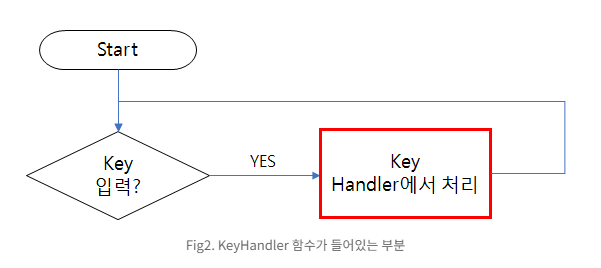 Start
Key
입력?
YES
Key
Handler에서 처리
Fig2. KeyHandler 함수가 들어있는 부분